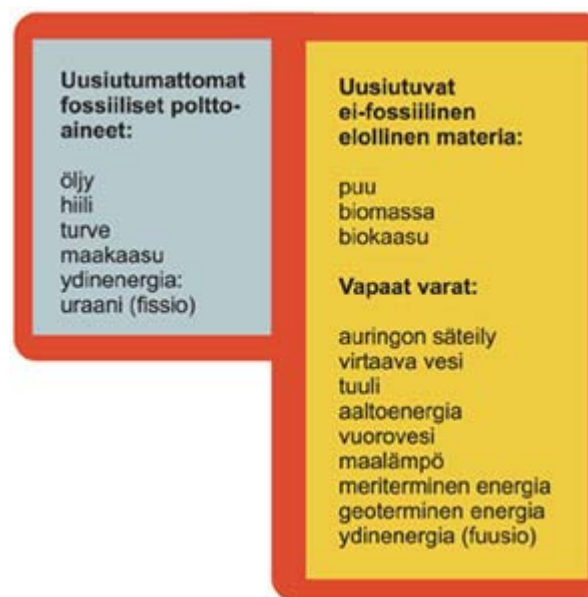 Uusiutumattomat
fossiiliset poltto-
aineet:
öljy
hiili
turve
maakaasu
ydinenergia:
uraani (fissio)
Uusiutuvat
ei-fossiilinen
elollinen materia:
puu
biomassa
biokaasu
Vapaat varat:
auringon säteily
virtaava vesi
tuuli
aaltoenergia
vuorovesi
maalämpö
meriterminen energia
geoterminen energia
ydinenergia (fuusio)